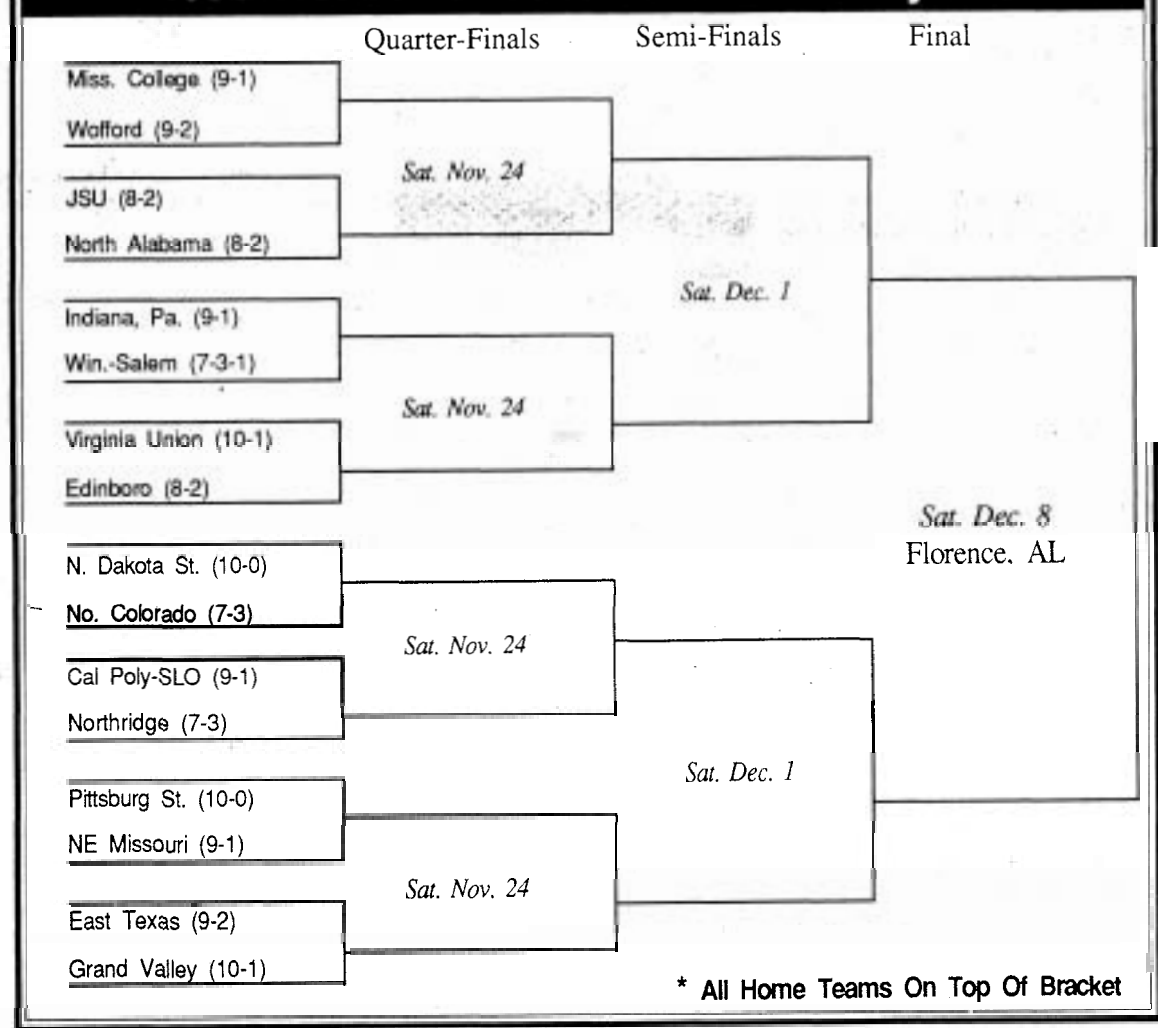 Quarter-Finals Semi-Finals Final
Miss. College (9-1)
Wofford (9-2)
Sat. Nov. 24
JSU (8-2)
North Alabama (8-2)
Sat. Dec. 1
Indiana, Pa. (9-1)
Win.-Salem (7-3-1)
Sat. Nov. 24
Virginia Union (10-1)
Edinboro (8-2)
Sat. Dec. 8
Florence, AL
N. Dakota St. (10-0)
No. Colorado (7-3)
Sat. Nov. 24
Cal Poly-SLO (9-1)
Northridge (7-3)
Sat. Dec. 1
Pittsburg St. (10-0)
NE Missouri (9-1)
Sat. Nov. 24
East Texas (9-2)
Grand Valley (10-1)
* All Home Teams On Top Of Bracket